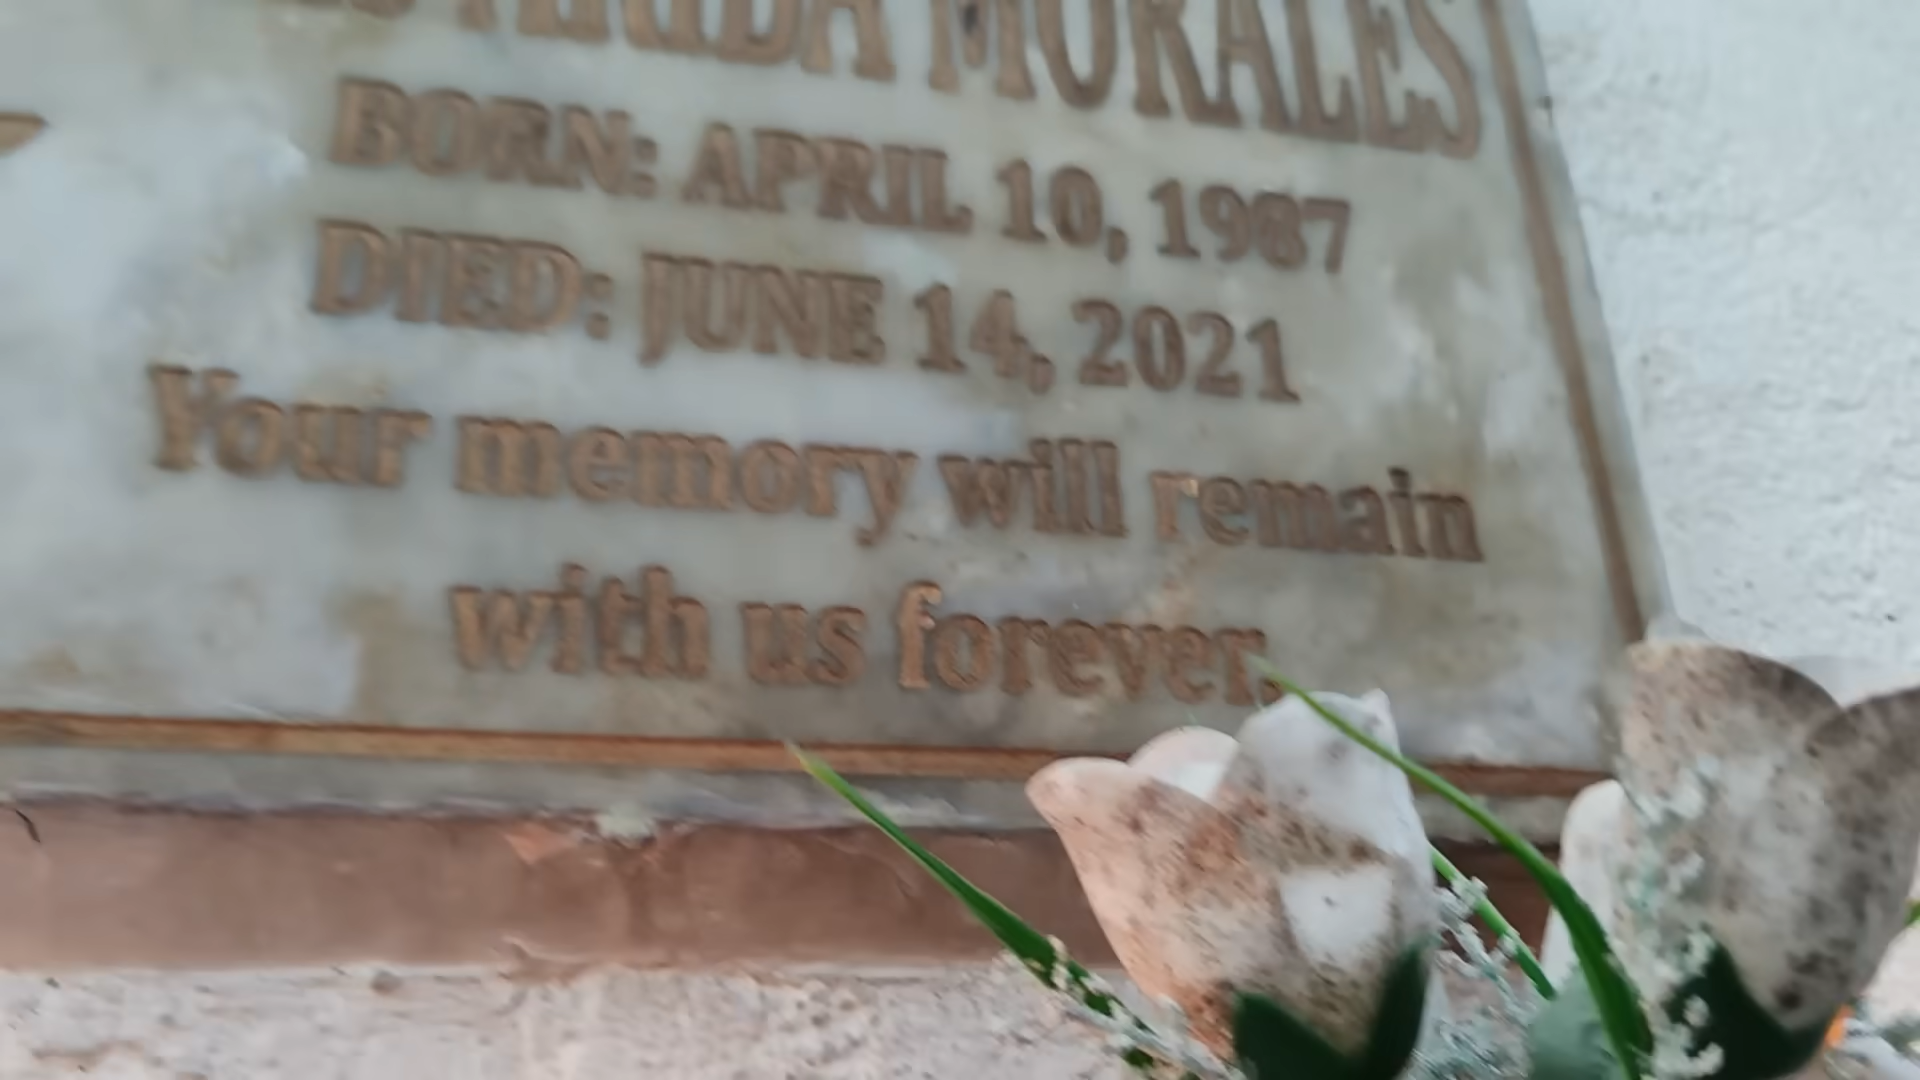 MORALES
BORN: APRIL 10, 1987
DIED: JUNE 14, 2021
Your memory will remain
with us forever.